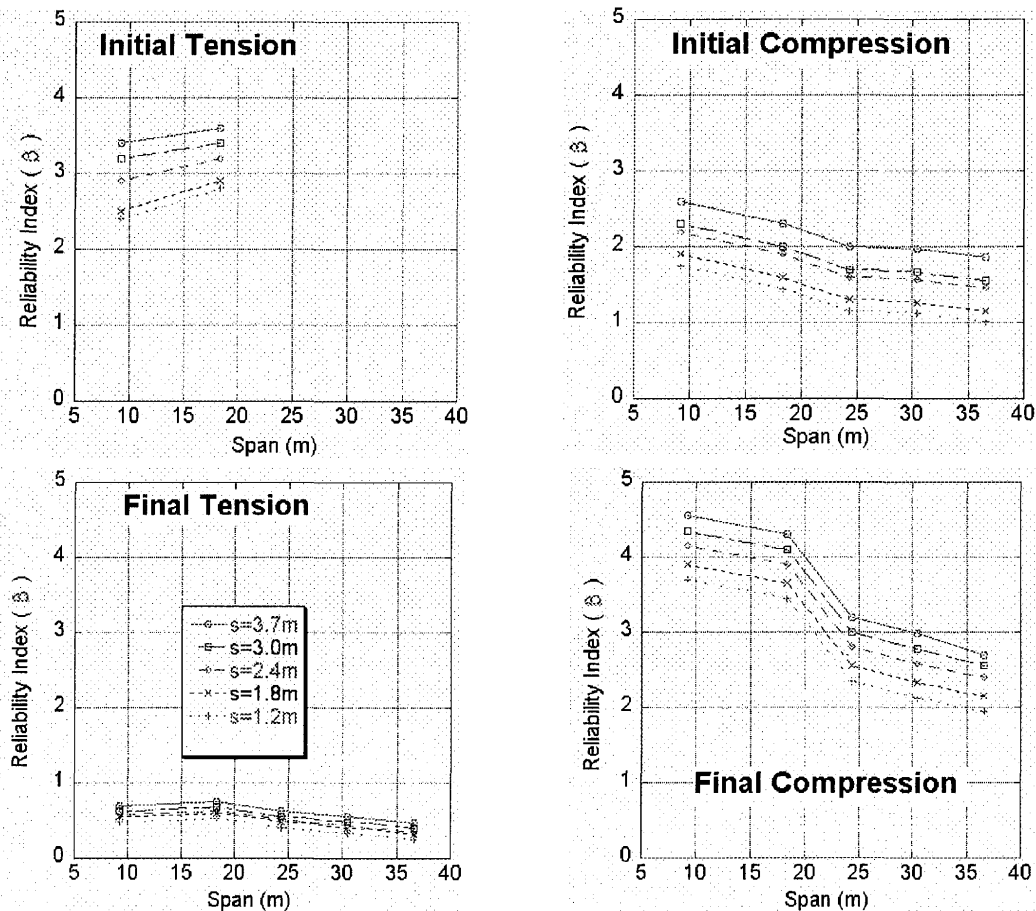 Initial Tension
Reliability Index ( β )
5
4
3
2
1
0
5 10 15 20 25 30 35 40
Span (m)
Initial Compression
Reliability Index ( β )
5
4
3
2
1
0
5 10 15 20 25 30 35 40
Span (m)
Final Tension
Reliability Index ( β )
5
4
3
2
1
0
s=3.7m
s=3.0m
s=2.4m
s=1.8m
s=1.2m
5 10 15 20 25 30 35 40
Span (m)
Reliability Index ( β )
5
4
3
2
1
0
Final Compression
5 10 15 20 25 30 35 40
Span (m)